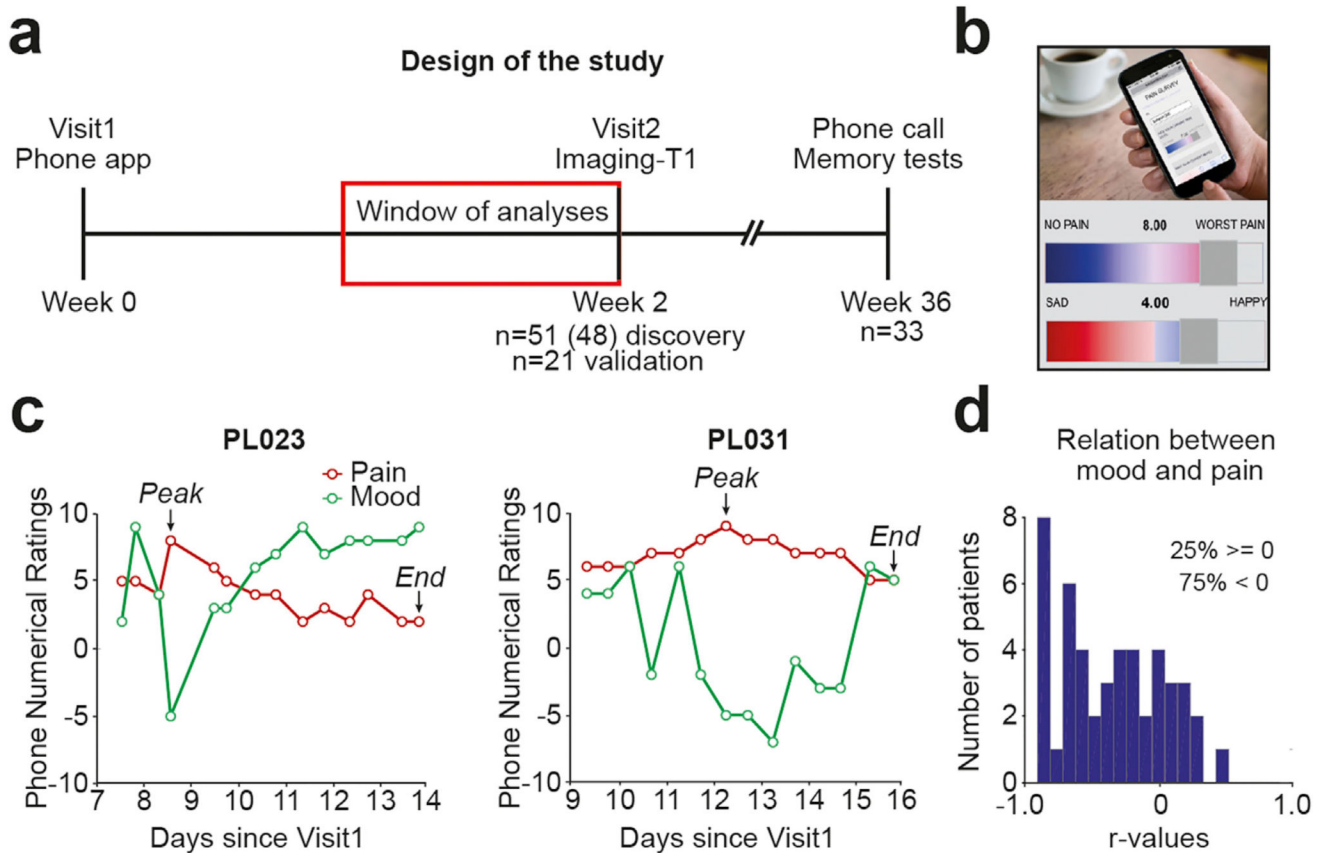 a
Design of the study
Visit1
Phone app
Visit2
Imaging-T1
Phone call
Memory tests
Window of analyses
Week 0
Week 2
n=51 (48) discovery
n=21 validation
Week 36
n=33
b
PAIN SURVEY
NO PAIN 8.00 WORST PAIN
SAD 4.00 HAPPY
c
PL023
Pain
Mood
Peak
End
Phone Numerical Ratings
10
5
0
-5
-10
7 8 9 10 11 12 13 14
Days since Visit1
PL031
Peak
End
Phone Numerical Ratings
10
5
0
-5
-10
9 10 11 12 13 14 15 16
Days since Visit1
d
Relation between
mood and pain
25% >= 0
75% < 0
Number of patients
8
6
4
2
0
-1.0 0 1.0
r-values